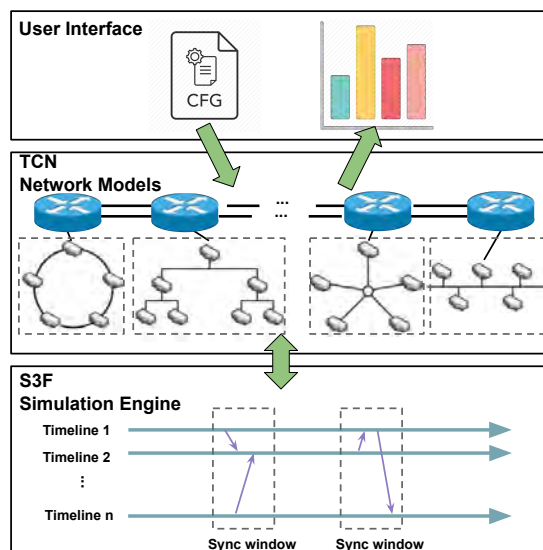 User Interface
CFG
TCN
Network Models
...
...
S3F
Simulation Engine
Timeline 1
Timeline 2
⋮
Timeline n
Sync window
Sync window